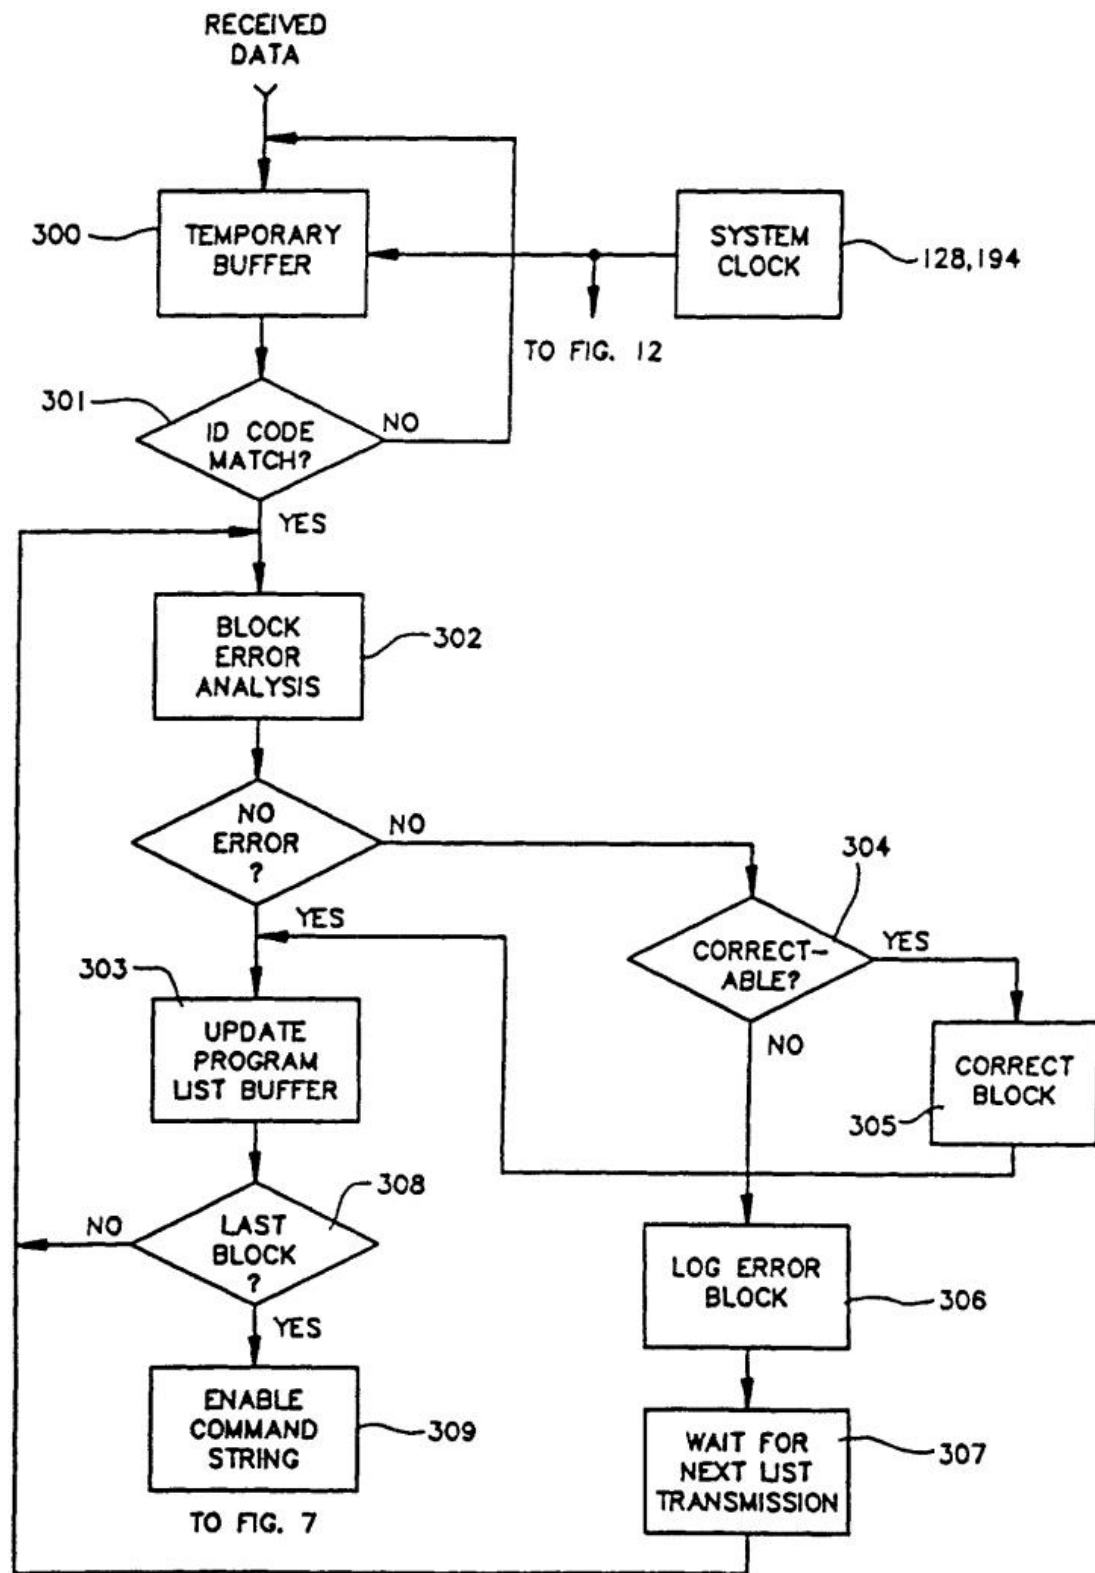 RECEIVED
DATA
300
TEMPORARY
BUFFER
SYSTEM
CLOCK
128,194
TO FIG. 12
301
ID CODE
MATCH?
NO
YES
BLOCK
ERROR
ANALYSIS
302
NO
ERROR
?
NO
YES
304
CORRECT-
ABLE?
YES
NO
303
UPDATE
PROGRAM
LIST BUFFER
CORRECT
BLOCK
305
308
LAST
BLOCK
?
NO
YES
LOG ERROR
BLOCK
306
ENABLE
COMMAND
STRING
309
TO FIG. 7
WAIT FOR
NEXT LIST
TRANSMISSION
307